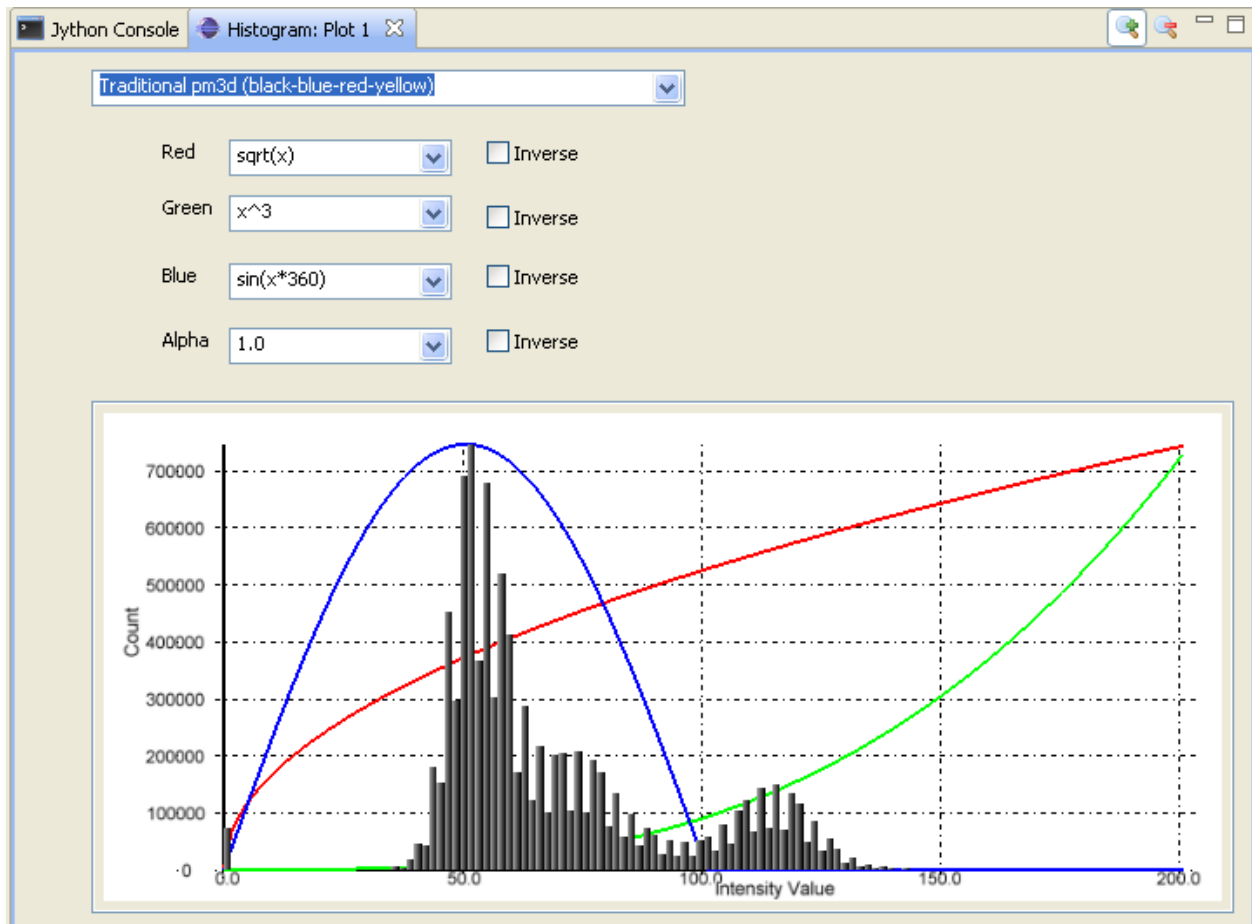 Jython Console Histogram: Plot 1
Traditional pm3d (black-blue-red-yellow)
Red sqrt(x) Inverse
Green x^3 Inverse
Blue sin(x*360) Inverse
Alpha 1.0 Inverse
700000
600000
500000
400000
300000
200000
100000
0
Count
0.0 50.0 100.0 150.0 200.0
Intensity Value